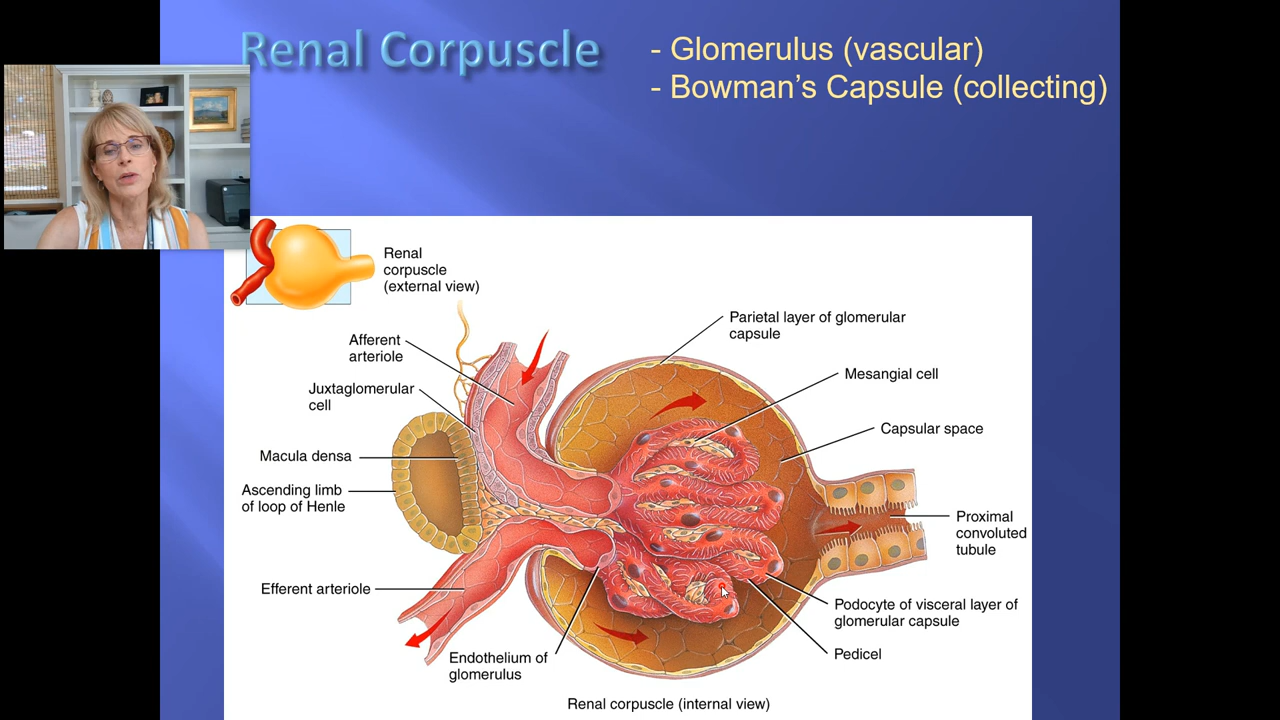 Renal Corpuscle
- Glomerulus (vascular)
- Bowman's Capsule (collecting)
Renal
corpuscle
(external view)
Afferent
arteriole
Juxtaglomerular
cell
Macula densa
Ascending limb
of loop of Henle
Efferent arteriole
Endothelium of
glomerulus
Parietal layer of glomerular
capsule
Mesangial cell
Capsular space
Proximal
convoluted
tubule
Podocyte of visceral layer of
glomerular capsule
Pedicel
Renal corpuscle (internal view)